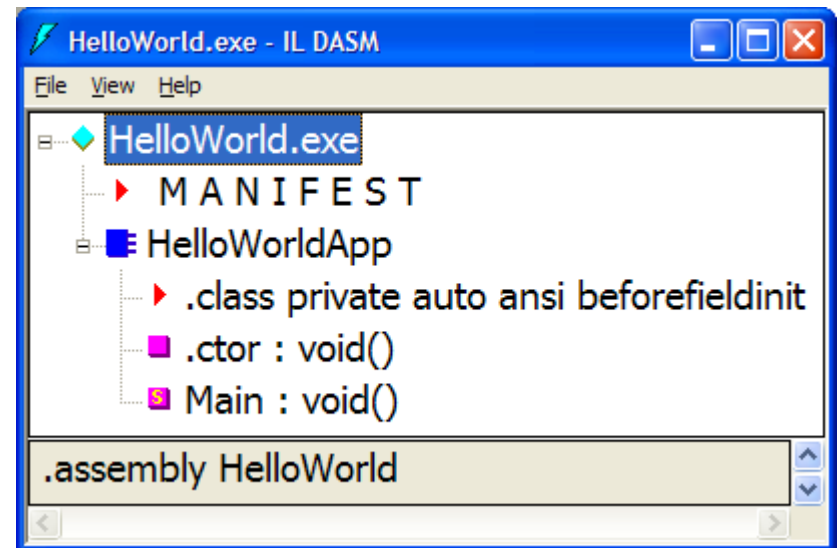 HelloWorld.exe - IL DASM
File View Help
HelloWorld.exe
M A N I F E S T
HelloWorldApp
.class private auto ansi beforefieldinit
.ctor : void()
S Main : void()
.assembly HelloWorld